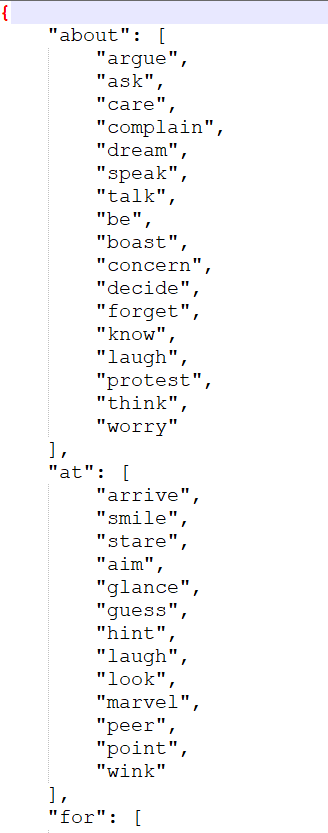 {
"about": [
"argue",
"ask",
"care",
"complain",
"dream",
"speak",
"talk",
"be",
"boast",
"concern",
"decide",
"forget",
"know",
"laugh",
"protest",
"think",
"worry"
],
"at": [
"arrive",
"smile",
"stare",
"aim",
"glance",
"guess",
"hint",
"laugh",
"look",
"marvel",
"peer",
"point",
"wink"
],
"for": [